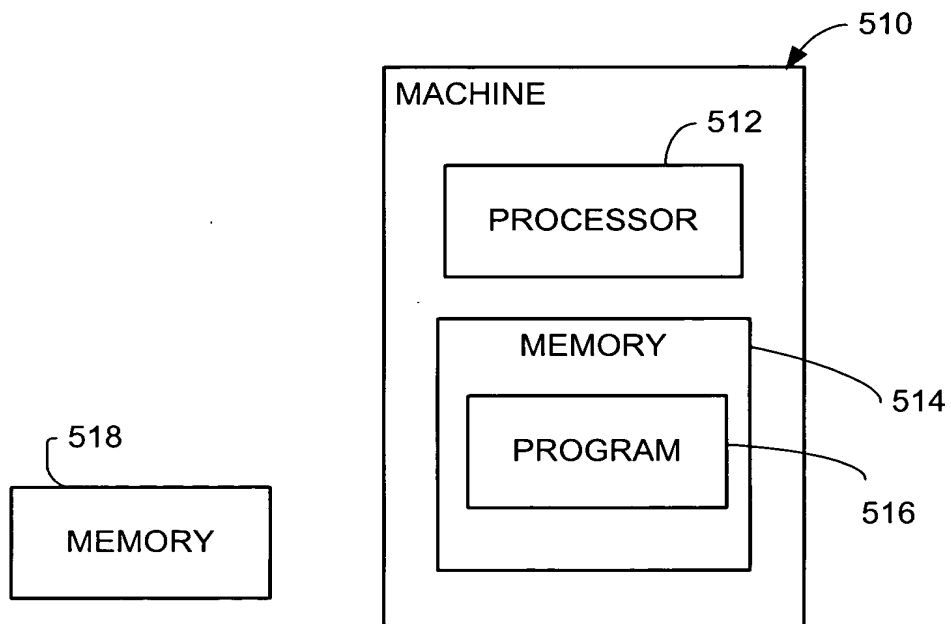 510
MACHINE
512
PROCESSOR
MEMORY
514
PROGRAM
516
518
MEMORY